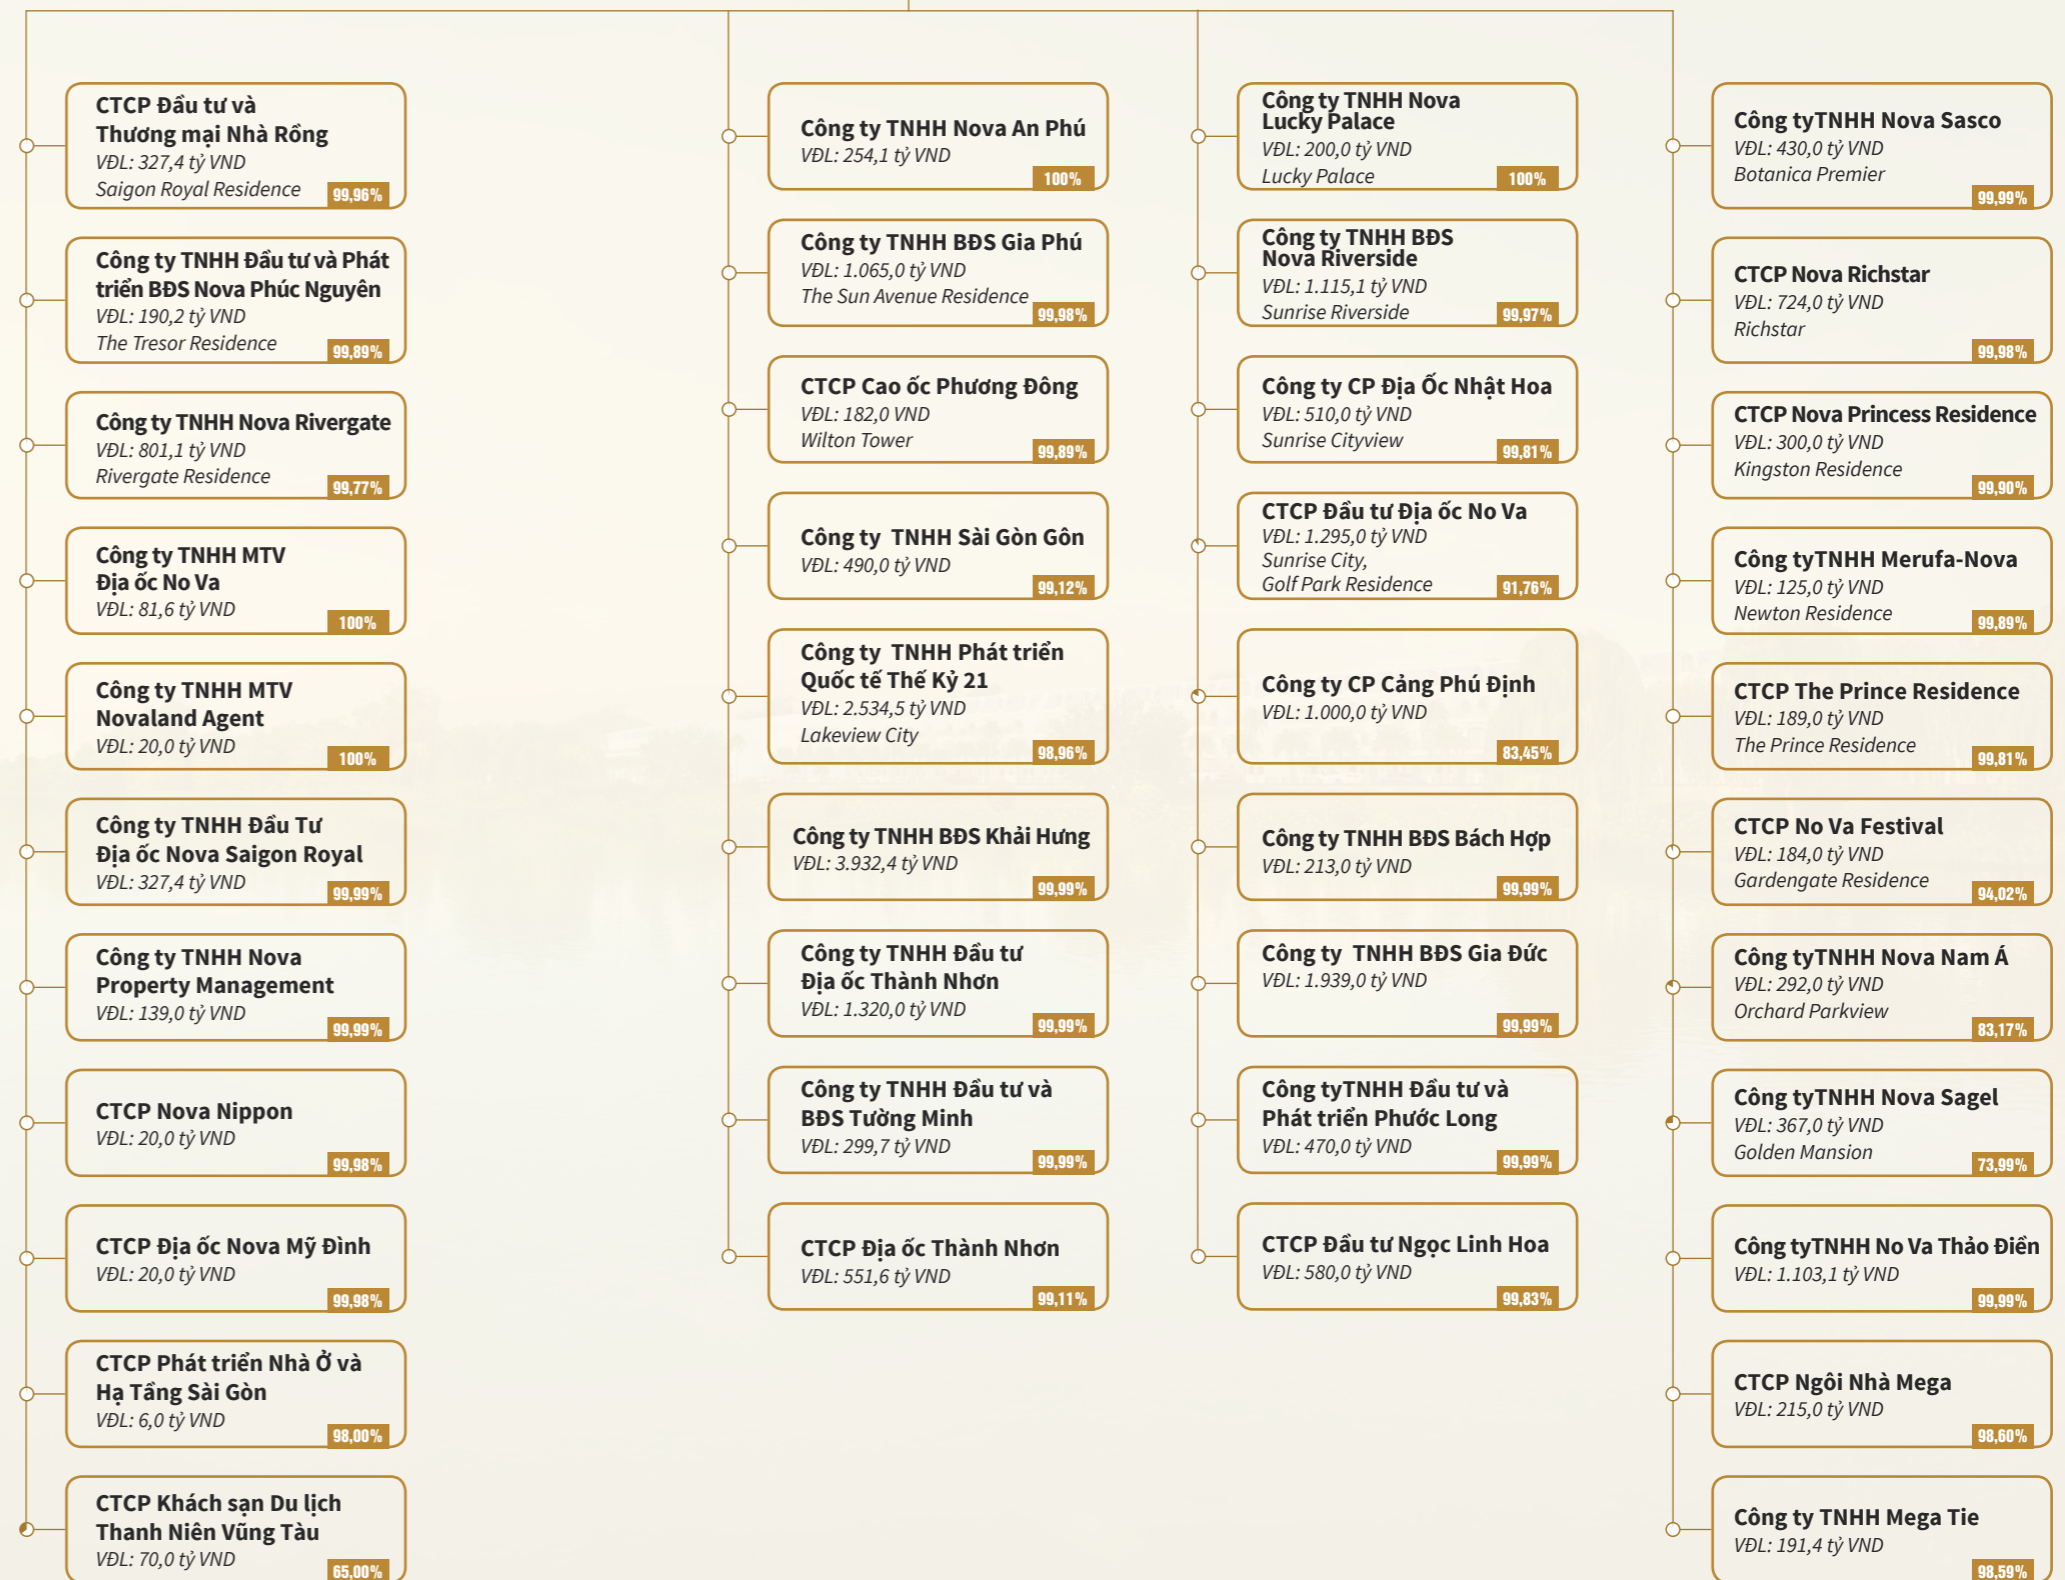 CTCP Đầu tư và
Thương mại Nhà Rồng
VĐL: 327,4 tỷ VND
Saigon Royal Residence
99,96%
Công ty TNHH Đầu tư và Phát
triển BĐS Nova Phúc Nguyên
VĐL: 190,2 tỷ VND
The Tresor Residence
99,89%
Công ty TNHH Nova Rivergate
VĐL: 801,1 tỷ VND
Rivergate Residence
99,77%
Công ty TNHH MTV
Địa ốc No Va
VĐL: 81,6 tỷ VND
100%
Công ty TNHH MTV
Novaland Agent
VĐL: 20,0 tỷ VND
100%
Công ty TNHH Đầu Tư
Địa ốc Nova Saigon Royal
VĐL: 327,4 tỷ VND
99,99%
Công ty TNHH Nova
Property Management
VĐL: 139,0 tỷ VND
99,99%
CTCP Nova Nippon
VĐL: 20,0 tỷ VND
99,98%
CTCP Địa ốc Nova Mỹ Đình
VĐL: 20,0 tỷ VND
99,98%
CTCP Phát triển Nhà Ở và
Hạ Tầng Sài Gòn
VĐL: 6,0 tỷ VND
98,00%
CTCP Khách sạn Du lịch
Thanh Niên Vũng Tàu
VĐL: 70,0 tỷ VND
65,00%
Công ty TNHH Nova An Phú
VĐL: 254,1 tỷ VND
100%
Công ty TNHH BĐS Gia Phú
VĐL: 1.065,0 tỷ VND
The Sun Avenue Residence
99,98%
CTCP Cao ốc Phương Đông
VĐL: 182,0 VND
Wilton Tower
99,89%
Công ty TNHH Sài Gòn Gôn
VĐL: 490,0 tỷ VND
99,12%
Công ty TNHH Phát triển
Quốc tế Thế Kỷ 21
VĐL: 2.534,5 tỷ VND
Lakeview City
98,96%
Công ty TNHH BĐS Khải Hưng
VĐL: 3.932,4 tỷ VND
99,99%
Công ty TNHH Đầu tư
Địa ốc Thành Nhơn
VĐL: 1.320,0 tỷ VND
99,99%
Công ty TNHH Đầu tư và
BĐS Tường Minh
VĐL: 299,7 tỷ VND
99,99%
CTCP Địa ốc Thành Nhơn
VĐL: 551,6 tỷ VND
99,11%
Công ty TNHH Nova
Lucky Palace
VĐL: 200,0 tỷ VND
Lucky Palace
100%
Công ty TNHH BĐS
Nova Riverside
VĐL: 1.115,1 tỷ VND
Sunrise Riverside
99,97%
Công ty CP Địa Ốc Nhật Hoa
VĐL: 510,0 tỷ VND
Sunrise Cityview
99,81%
CTCP Đầu tư Địa ốc No Va
VĐL: 1.295,0 tỷ VND
Sunrise City,
Golf Park Residence
91,76%
Công ty CP Cảng Phú Định
VĐL: 1.000,0 tỷ VND
83,45%
Công ty TNHH BĐS Bách Hợp
VĐL: 213,0 tỷ VND
99,99%
Công ty TNHH BĐS Gia Đức
VĐL: 1.939,0 tỷ VND
99,99%
Công tyTNHH Đầu tư và
Phát triển Phước Long
VĐL: 470,0 tỷ VND
99,99%
CTCP Đầu tư Ngọc Linh Hoa
VĐL: 580,0 tỷ VND
99,83%
Công tyTNHH Nova Sasco
VĐL: 430,0 tỷ VND
Botanica Premier
99,99%
CTCP Nova Richstar
VĐL: 724,0 tỷ VND
Richstar
99,98%
CTCP Nova Princess Residence
VĐL: 300,0 tỷ VND
Kingston Residence
99,90%
Công tyTNHH Merufa-Nova
VĐL: 125,0 tỷ VND
Newton Residence
99,89%
CTCP The Prince Residence
VĐL: 189,0 tỷ VND
The Prince Residence
99,81%
CTCP No Va Festival
VĐL: 184,0 tỷ VND
Gardengate Residence
94,02%
Công tyTNHH Nova Nam Á
VĐL: 292,0 tỷ VND
Orchard Parkview
83,17%
Công tyTNHH Nova Sagel
VĐL: 367,0 tỷ VND
Golden Mansion
73,99%
Công tyTNHH No Va Thảo Điền
VĐL: 1.103,1 tỷ VND
99,99%
CTCP Ngôi Nhà Mega
VĐL: 215,0 tỷ VND
98,60%
Công ty TNHH Mega Tie
VĐL: 191,4 tỷ VND
98,59%